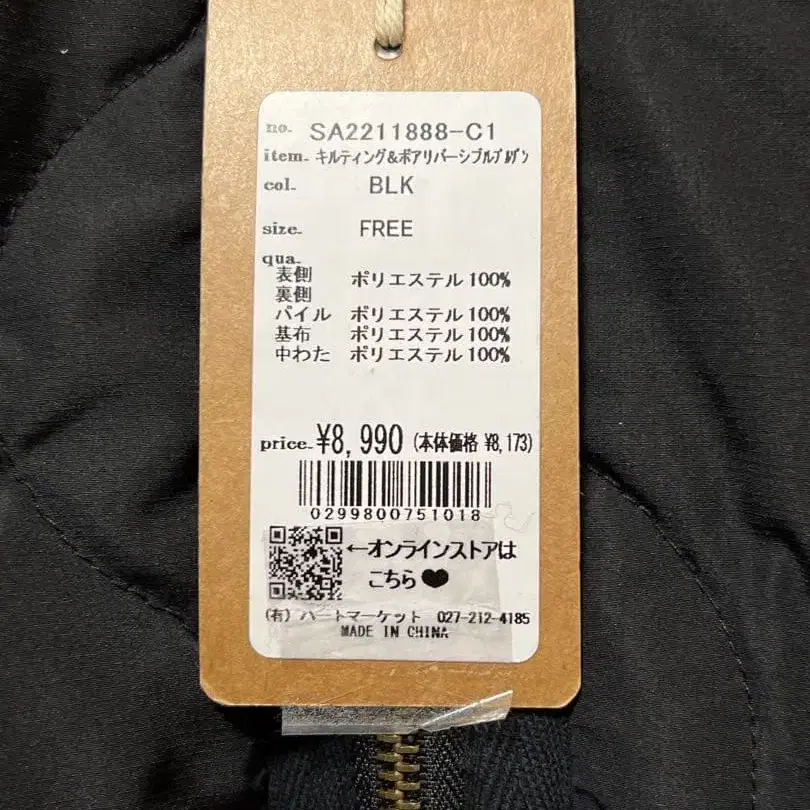 no. SA2211888-C1
item. キルティング&ボアリバーシブルﾌﾞﾙｿﾞﾝ
col. BLK
size. FREE
qua.
表側 ポリエステル100%
裏側
パイル ポリエステル100%
基布 ポリエステル100%
中わた ポリエステル100%
price. ¥8,990 (本体価格 ¥8,173)
0299800751018
←オンラインストアは
こちら♥
(有) ハートマーケット 027-212-4185
MADE IN CHINA